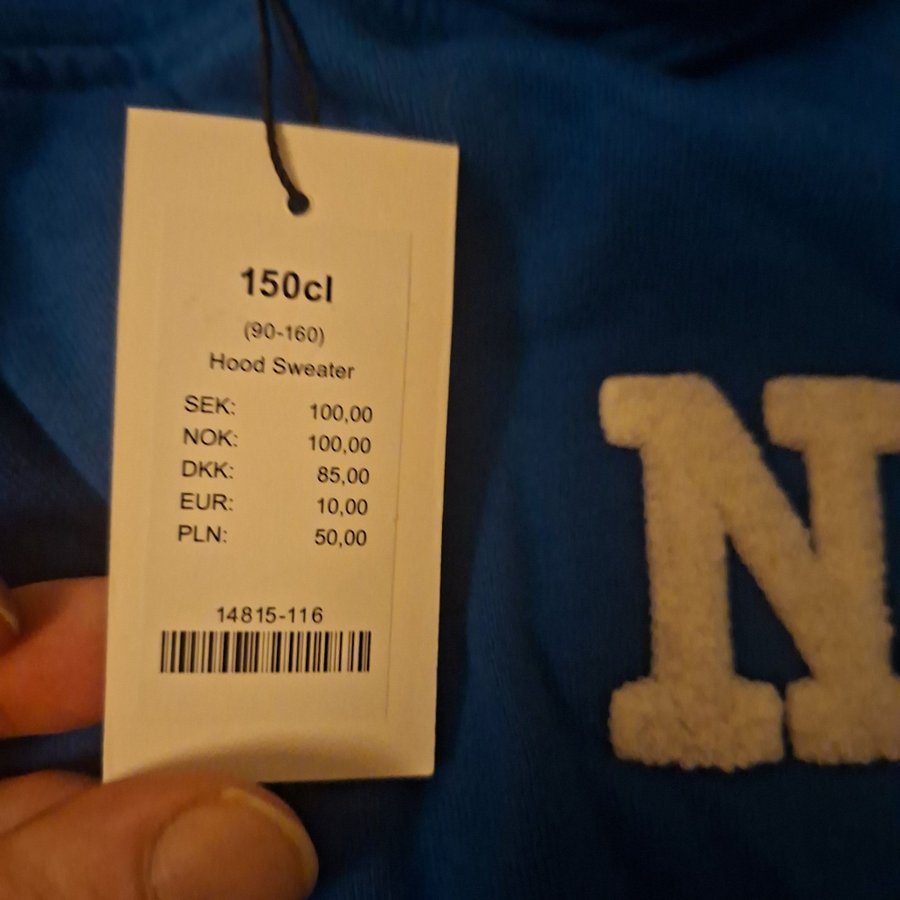 150cl
(90-160)
Hood Sweater
SEK: 100,00
NOK: 100,00
DKK: 85,00
EUR: 10,00
PLN: 50,00
14815-116
N